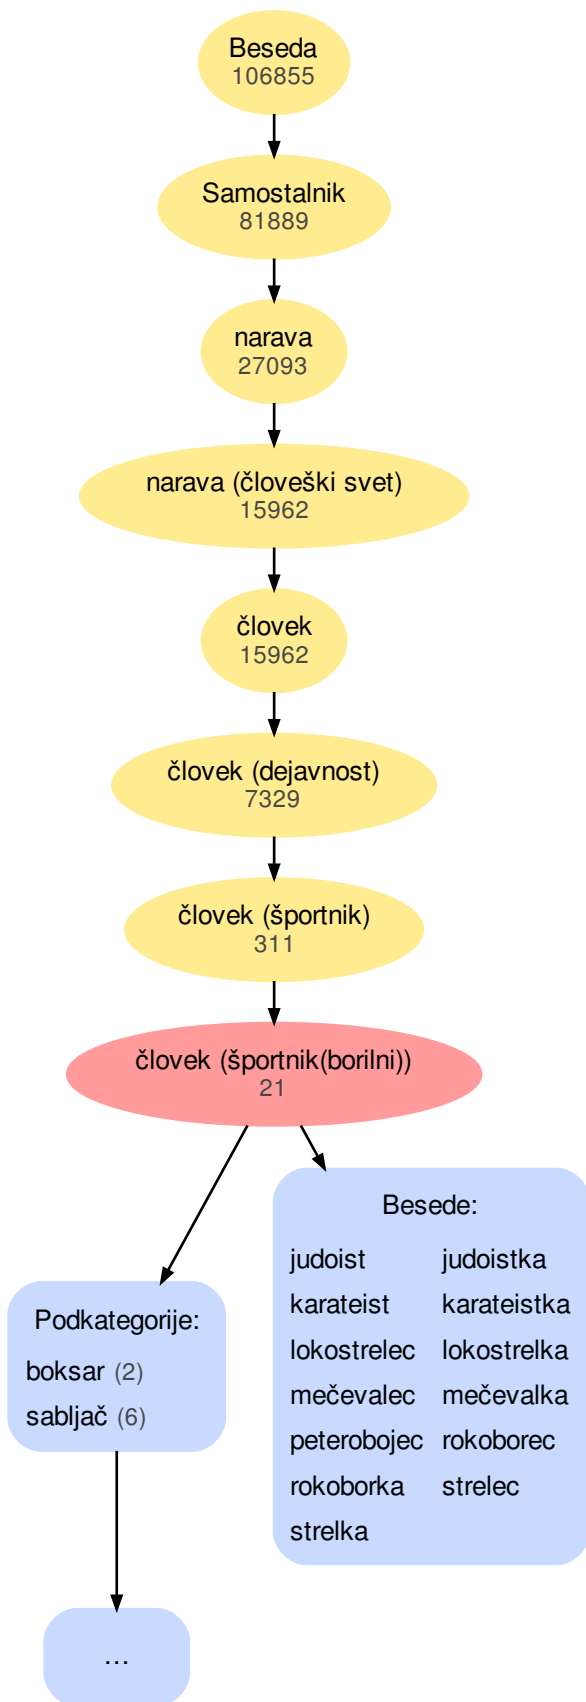 Beseda
106855
Samostalnik
81889
narava
27093
narava (človeški svet)
15962
človek
15962
človek (dejavnost)
7329
človek (športnik)
311
človek (športnik(borilni))
21
Podkategorije:
boksar (2)
sabljač (6)
...
Besede:
judoist judoistka
karateist karateistka
lokostrelec lokostrelka
mečevalec mečevalka
peterobojec rokoborec
rokoborka strelec
strelka